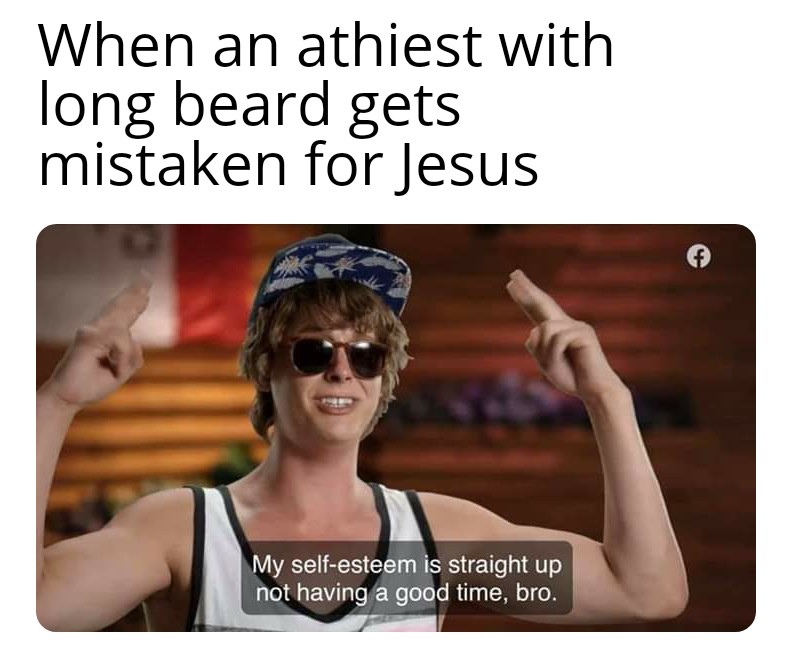 When an athiest with
long beard gets
mistaken for Jesus
My self-esteem is straight up
not having a good time, bro.